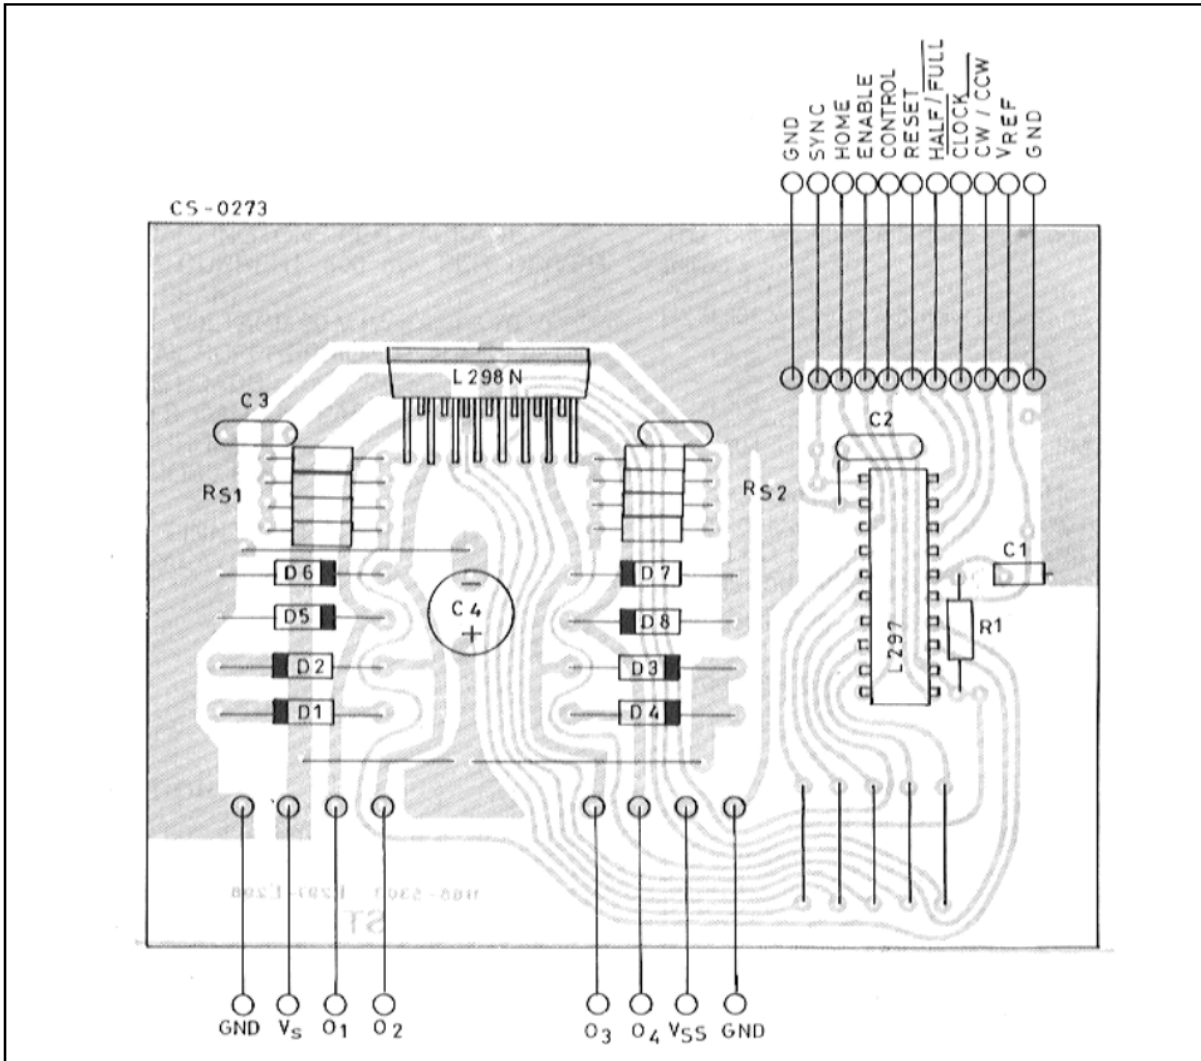 GND
SYNC
HOME
ENABLE
CONTROL
RESET
HALF / FULL
CLOCK
CW / CCW
VREF
GND
CS-0273
L298N
C3
C2
RS1
RS2
C1
D6
D7
C4
D5
D8
R1
L297
D2
D3
D1
D4
ST
GND VS O1 O2 O3 O4 VSS GND